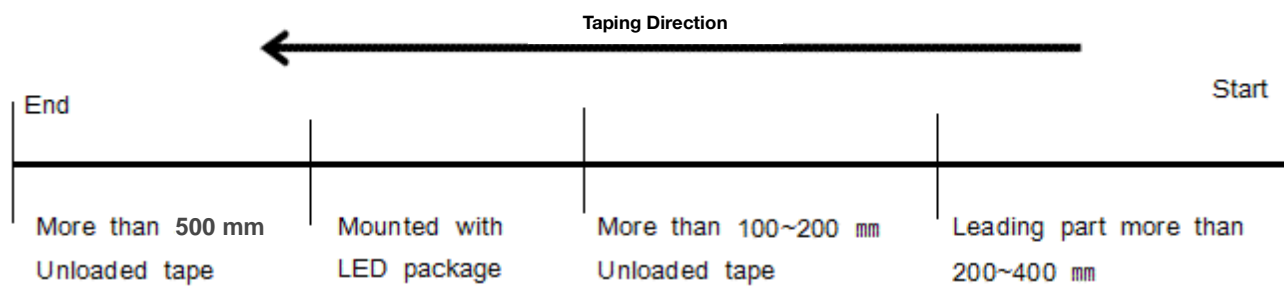 Taping Direction
Start
End
More than 500 mm
Unloaded tape
Mounted with
LED package
More than 100~200 ㎜
Unloaded tape
Leading part more than
200~400 ㎜